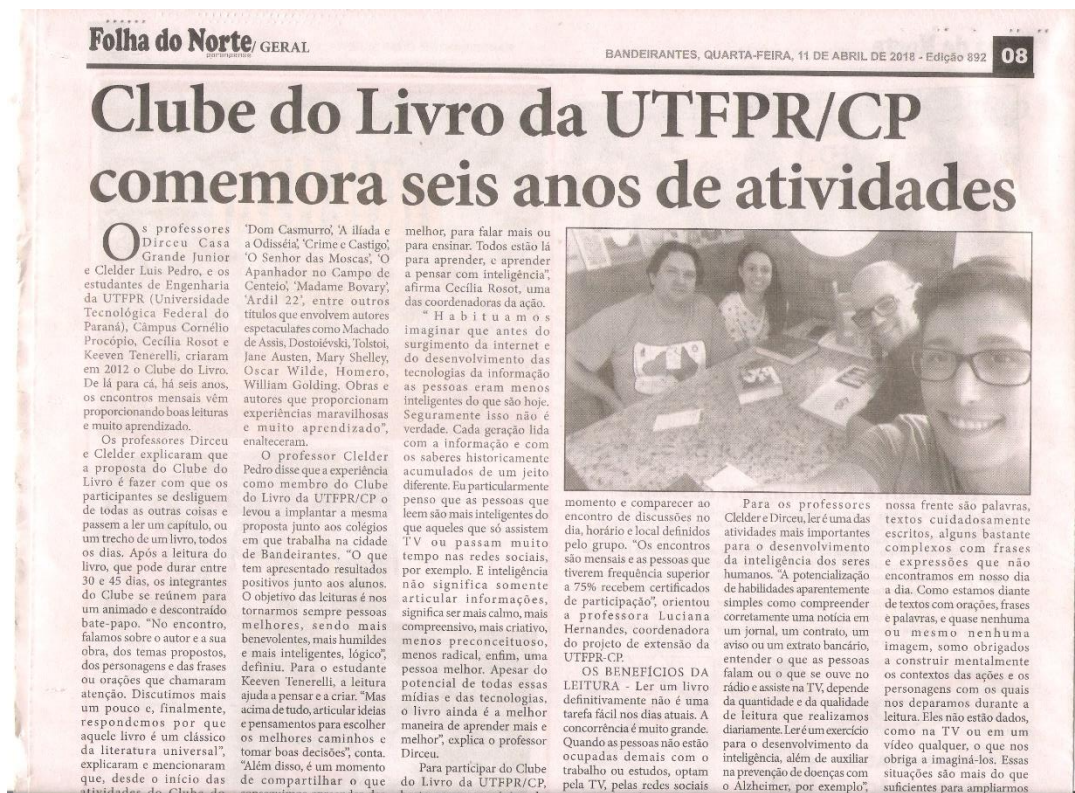 Folha do Norte / GERAL
paranaense
BANDEIRANTES, QUARTA-FEIRA, 11 DE ABRIL DE 2018 - Edição 892 08
Clube do Livro da UTFPR/CP
comemora seis anos de atividades
Os professores
Dirceu Casa
Grande Junior
e Clelder Luis Pedro, e os
estudantes de Engenharia
da UTFPR (Universidade
Tecnológica Federal do
Paraná), Câmpus Cornélio
Procópio, Cecília Rosot e
Keeven Tenerelli, criaram
em 2012 o Clube do Livro.
De lá para cá, há seis anos,
os encontros mensais vêm
proporcionando boas leituras
e muito aprendizado.
Os professores Dirceu
e Clelder explicaram que
a proposta do Clube do
Livro é fazer com que os
participantes se desliguem
de todas as outras coisas e
passem a ler um capítulo, ou
um trecho de um livro, todos
os dias. Após a leitura do
livro, que pode durar entre
30 e 45 dias, os integrantes
do Clube se reúnem para
um animado e descontraído
bate-papo. “No encontro,
falamos sobre o autor e a sua
obra, dos temas propostos,
dos personagens e das frases
ou orações que chamaram
atenção. Discutimos mais
um pouco e, finalmente,
respondemos por que
aquele livro é um clássico
da literatura universal”,
explicaram e mencionaram
que, desde o início das
atividades do Clube do
‘Dom Casmurro’, ‘A ilíada e
a Odisséia’, ‘Crime e Castigo’,
‘O Senhor das Moscas’, ‘O
Apanhador no Campo de
Centeio’, ‘Madame Bovary’,
‘Ardil 22’, entre outros
títulos que envolvem autores
espetaculares como Machado
de Assis, Dostoiévski, Tolstoi,
Jane Austen, Mary Shelley,
Oscar Wilde, Homero,
William Golding. Obras e
autores que proporcionam
experiências maravilhosas
e muito aprendizado”,
enalteceram.
O professor Clelder
Pedro disse que a experiência
como membro do Clube
do Livro da UTFPR/CP o
levou a implantar a mesma
proposta junto aos colégios
em que trabalha na cidade
de Bandeirantes. “O que
tem apresentado resultados
positivos junto aos alunos.
O objetivo das leituras é nos
tornarmos sempre pessoas
melhores, sendo mais
benevolentes, mais humildes
e mais inteligentes, lógico”,
definiu. Para o estudante
Keeven Tenerelli, a leitura
ajuda a pensar e a criar. “Mas
acima de tudo, articular ideias
e pensamentos para escolher
os melhores caminhos e
tomar boas decisões”, conta.
“Além disso, é um momento
de compartilhar o que
melhor, para falar mais ou
para ensinar. Todos estão lá
para aprender, e aprender
a pensar com inteligência”,
afirma Cecília Rosot, uma
das coordenadoras da ação.
“Habituamos
imaginar que antes do
surgimento da internet e
do desenvolvimento das
tecnologias da informação
as pessoas eram menos
inteligentes do que são hoje.
Seguramente isso não é
verdade. Cada geração lida
com a informação e com
os saberes historicamente
acumulados de um jeito
diferente. Eu particularmente
penso que as pessoas que
leem são mais inteligentes do
que aqueles que só assistem
TV ou passam muito
tempo nas redes sociais,
por exemplo. E inteligência
não significa somente
articular informações,
significa ser mais calmo, mais
compreensivo, mais criativo,
menos preconceituoso,
menos radical, enfim, uma
pessoa melhor. Apesar do
potencial de todas essas
mídias e das tecnologias,
o livro ainda é a melhor
maneira de aprender mais e
melhor”, explica o professor
Dirceu.
Para participar do Clube
do Livro da UTFPR/CP,
momento e comparecer ao
encontro de discussões no
dia, horário e local definidos
pelo grupo. “Os encontros
são mensais e as pessoas que
tiverem frequência superior
a 75% recebem certificados
de participação”, orientou
a professora Luciana
Hernandes, coordenadora
do projeto de extensão da
UTFPR-CP.
OS BENEFÍCIOS DA
LEITURA - Ler um livro
definitivamente não é uma
tarefa fácil nos dias atuais. A
concorrência é muito grande.
Quando as pessoas não estão
ocupadas demais com o
trabalho ou estudos, optam
pela TV, pelas redes sociais
Para os professores
Clelder e Dirceu, ler é uma das
atividades mais importantes
para o desenvolvimento
da inteligência dos seres
humanos. “A potencialização
de habilidades aparentemente
simples como compreender
corretamente uma notícia em
um jornal, um contrato, um
aviso ou um extrato bancário,
entender o que as pessoas
falam ou o que se ouve no
rádio e assiste na TV, depende
da quantidade e da qualidade
de leitura que realizamos
diariamente. Ler é um exercício
para o desenvolvimento da
inteligência, além de auxiliar
na prevenção de doenças com
o Alzheimer, por exemplo”,
nossa frente são palavras,
textos cuidadosamente
escritos, alguns bastante
complexos com frases
e expressões que não
encontramos em nosso dia
a dia. Como estamos diante
de textos com orações, frases
e palavras, e quase nenhuma
ou mesmo nenhuma
imagem, somo obrigados
a construir mentalmente
os contextos das ações e os
personagens com os quais
nos deparamos durante a
leitura. Eles não estão dados,
como na TV ou em um
vídeo qualquer, o que nos
obriga a imaginá-los. Essas
situações são mais do que
suficientes para ampliarmos